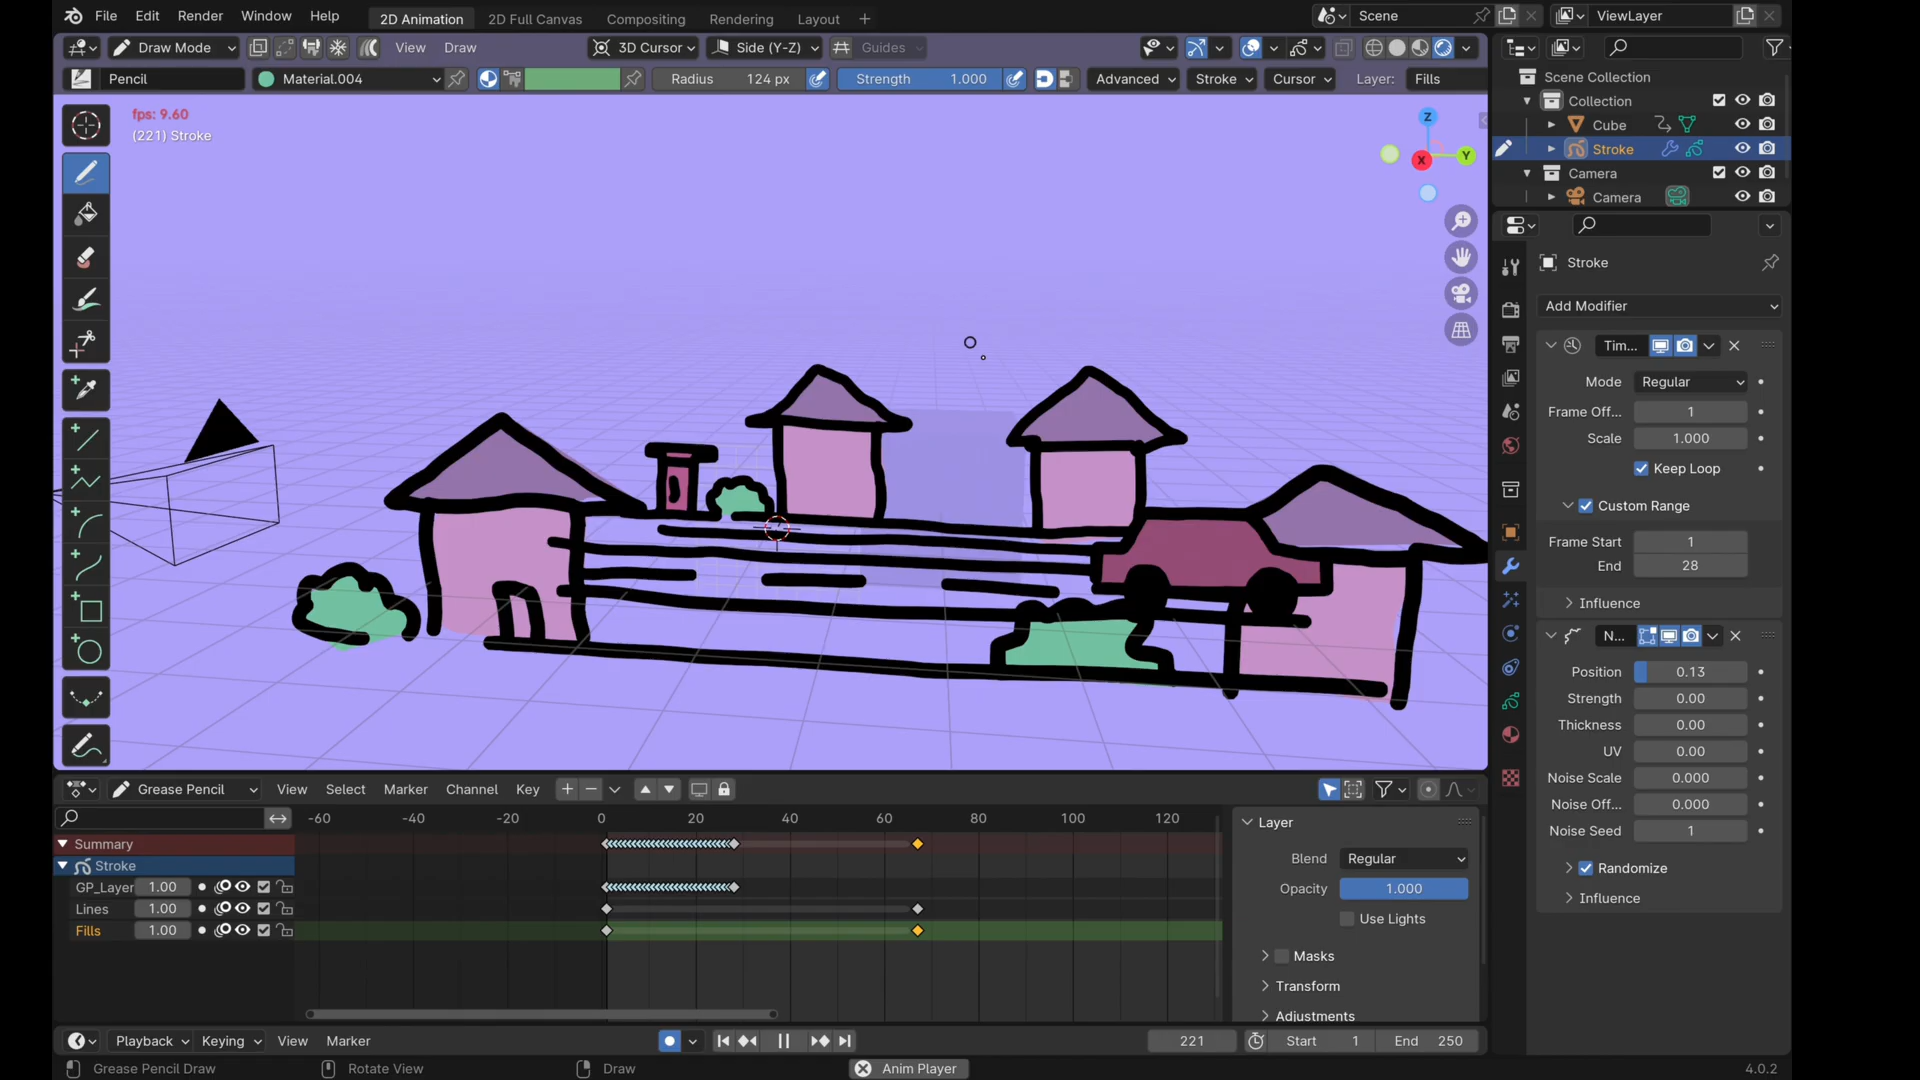 File Edit Render Window Help 2D Animation 2D Full Canvas Compositing Rendering Layout + Scene ViewLayer
Draw Mode View Draw 3D Cursor Side (Y-Z) Guides
Pencil Material.004 Radius 124 px Strength 1.000 Advanced Stroke Cursor Layer: Fills
fps: 9.60
(221) Stroke
Z
Y
X
Scene Collection
Collection
Cube
Stroke
Camera
Camera
Stroke
Add Modifier
Tim...
Mode Regular
Frame Off... 1
Scale 1.000
Keep Loop
Custom Range
Frame Start 1
End 28
Influence
N...
Position 0.13
Strength 0.00
Thickness 0.00
UV 0.00
Noise Scale 0.000
Noise Off... 0.000
Noise Seed 1
Randomize
Influence
Grease Pencil View Select Marker Channel Key
-60 -40 -20 0 20 40 60 80 100 120
Summary
Stroke
GP_Layer 1.00
Lines 1.00
Fills 1.00
Layer
Blend Regular
Opacity 1.000
Use Lights
Masks
Transform
Adjustments
Playback Keying View Marker 221 Start 1 End 250
Grease Pencil Draw Rotate View Draw Anim Player 4.0.2